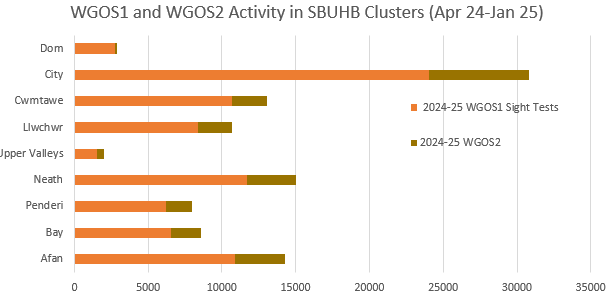 WGOS1 and WGOS2 Activity in SBUHB Clusters (Apr 24-Jan 25)
Dom
City
Cwmtawe
Llwchwr
Upper Valleys
Neath
Penderi
Bay
Afan
2024-25 WGOS1 Sight Tests
2024-25 WGOS2
0 5000 10000 15000 20000 25000 30000 35000